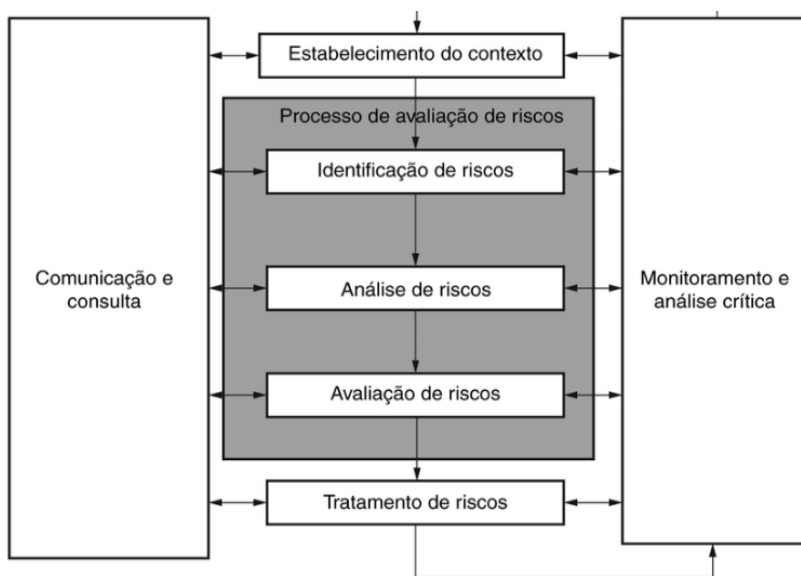 Estabelecimento do contexto
Processo de avaliação de riscos
Identificação de riscos
Comunicação e
consulta
Análise de riscos
Monitoramento e
análise crítica
Avaliação de riscos
Tratamento de riscos